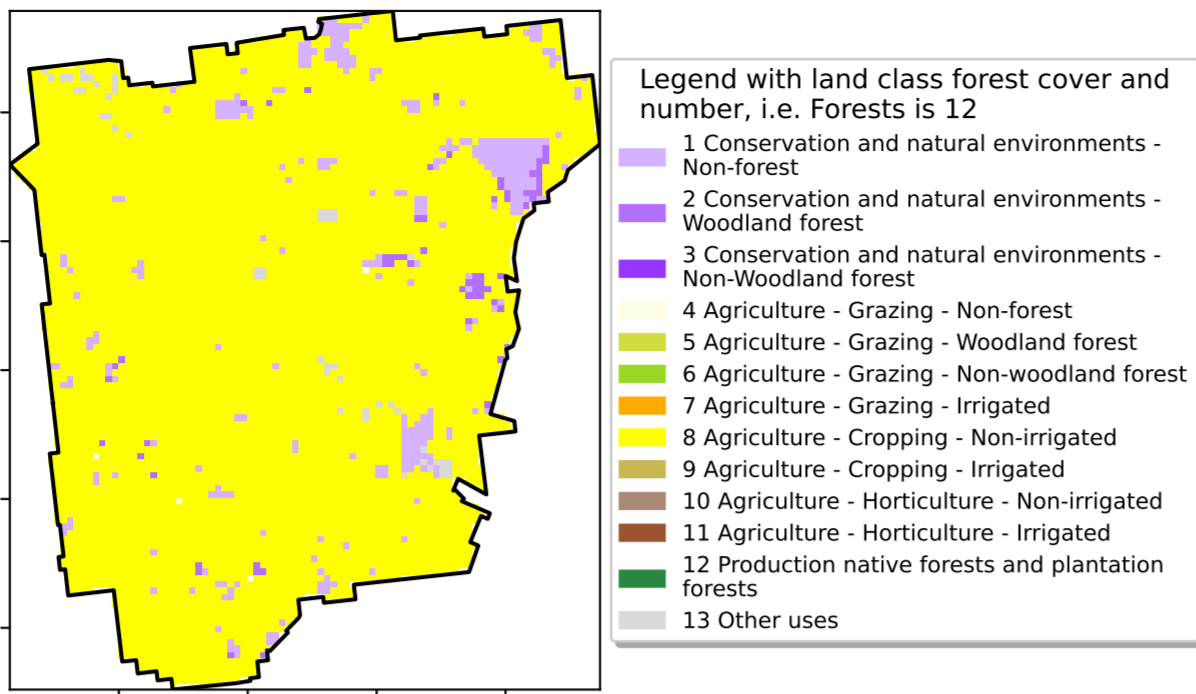 Legend with land class forest cover and
number, i.e. Forests is 12
1 Conservation and natural environments -
Non-forest
2 Conservation and natural environments -
Woodland forest
3 Conservation and natural environments -
Non-Woodland forest
4 Agriculture - Grazing - Non-forest
5 Agriculture - Grazing - Woodland forest
6 Agriculture - Grazing - Non-woodland forest
7 Agriculture - Grazing - Irrigated
8 Agriculture - Cropping - Non-irrigated
9 Agriculture - Cropping - Irrigated
10 Agriculture - Horticulture - Non-irrigated
11 Agriculture - Horticulture - Irrigated
12 Production native forests and plantation
forests
13 Other uses